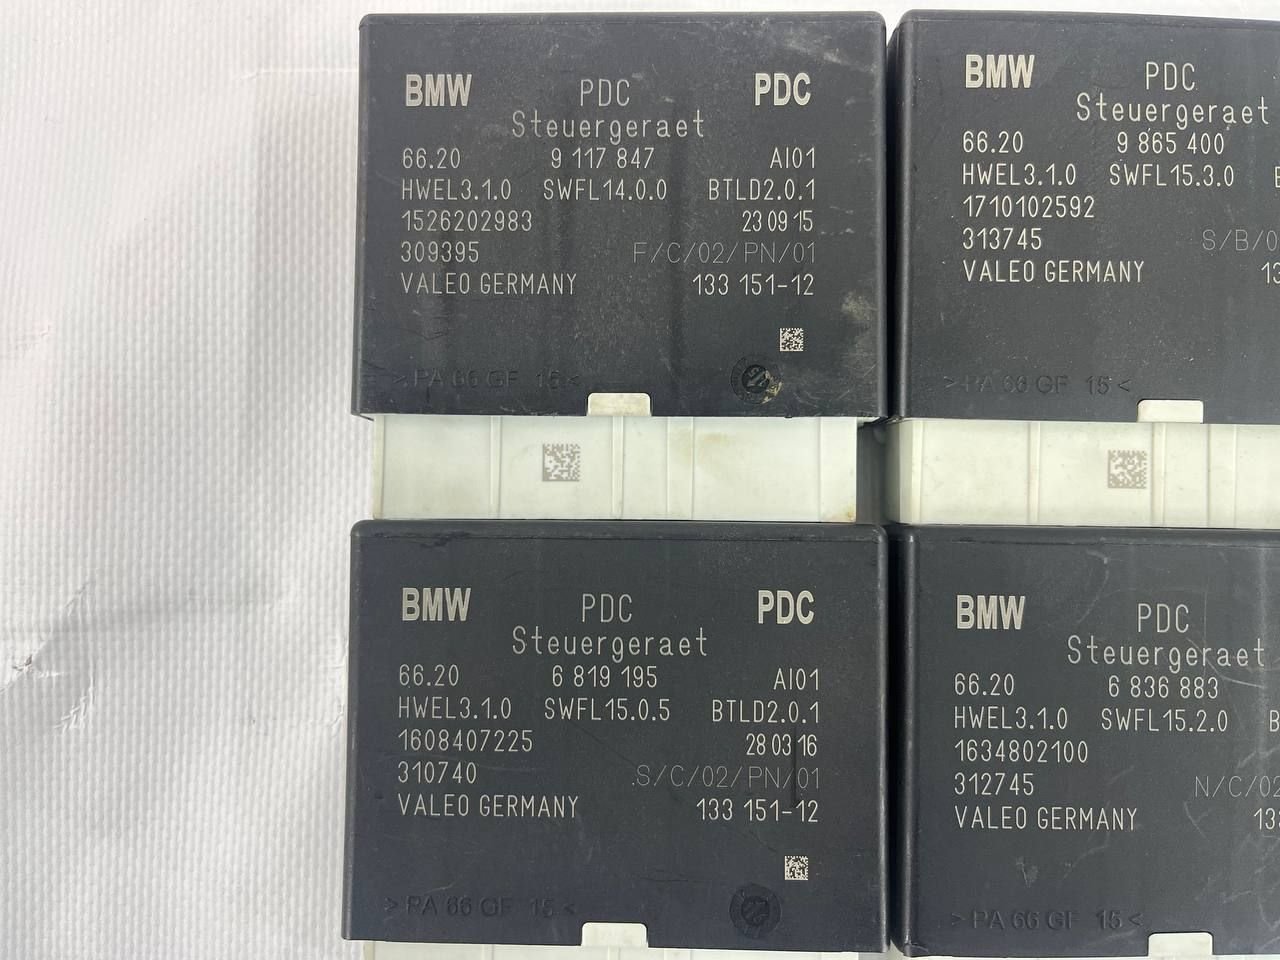 BMW PDC PDC
Steuergeraet
66.20 9 117 847 AI01
HWEL3.1.0 SWFL14.0.0 BTLD2.0.1
1526202983 23 09 15
309395 F/C/02/PN/01
VALEO GERMANY 133 151-12
>PA 66 GF 15<
BMW PDC
Steuergeraet
66.20 9 865 400
HWEL3.1.0 SWFL15.3.0
1710102592
313745 S/B/0
VALEO GERMANY 13
>PA 66 GF 15<
BMW PDC PDC
Steuergeraet
66.20 6 819 195 AI01
HWEL3.1.0 SWFL15.0.5 BTLD2.0.1
1608407225 28 03 16
310740 S/C/02/PN/01
VALEO GERMANY 133 151-12
>PA 66 GF 15<
BMW PDC
Steuergeraet
66.20 6 836 883
HWEL3.1.0 SWFL15.2.0 B
1634802100
312745 N/C/02
VALEO GERMANY 13
>PA 66 GF 15<